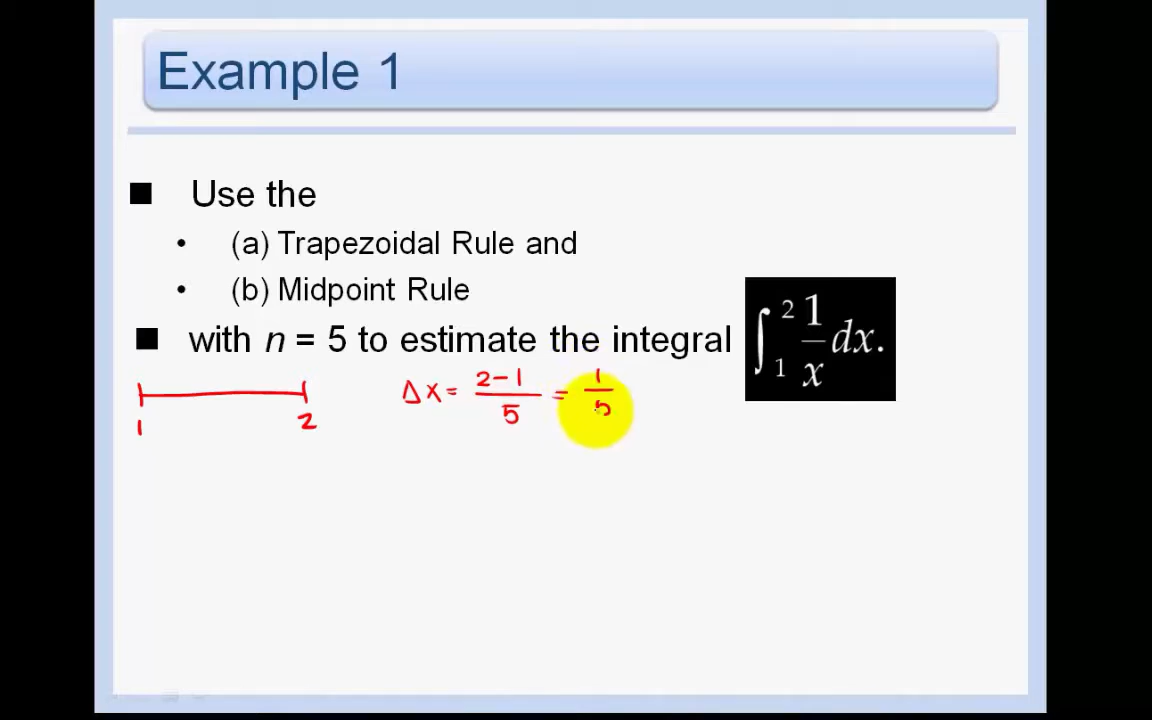 Example 1
■ Use the
• (a) Trapezoidal Rule and
• (b) Midpoint Rule
■ with n = 5 to estimate the integral ∫₁² 1/x dx.
1 2 Δx = (2-1)/5 = 1/5